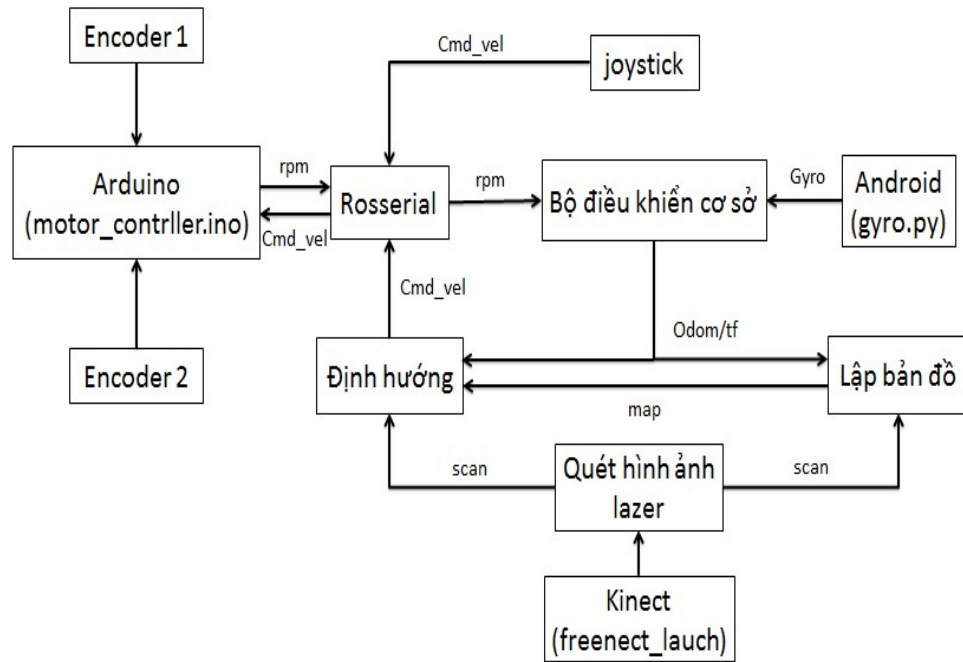 Encoder 1
Cmd_vel
joystick
Arduino
(motor_contrller.ino)
rpm
Cmd_vel
Rosserial
rpm
Bộ điều khiển cơ sở
Gyro
Android
(gyro.py)
Cmd_vel
Odom/tf
Encoder 2
Định hướng
Lập bản đồ
map
scan
Quét hình ảnh
lazer
scan
Kinect
(freenect_lauch)